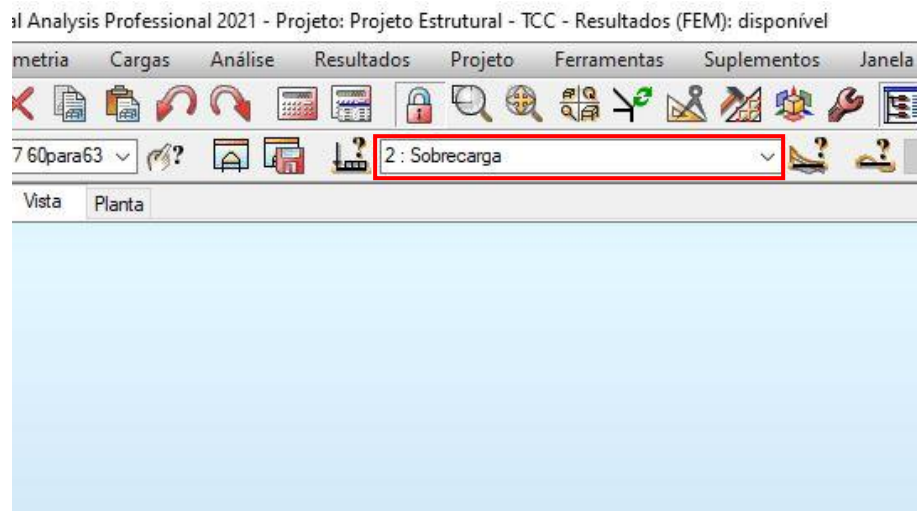 al Analysis Professional 2021 - Projeto: Projeto Estrutural - TCC - Resultados (FEM): disponível
metria Cargas Análise Resultados Projeto Ferramentas Suplementos Janela
7 60para63 2 : Sobrecarga
Vista Planta